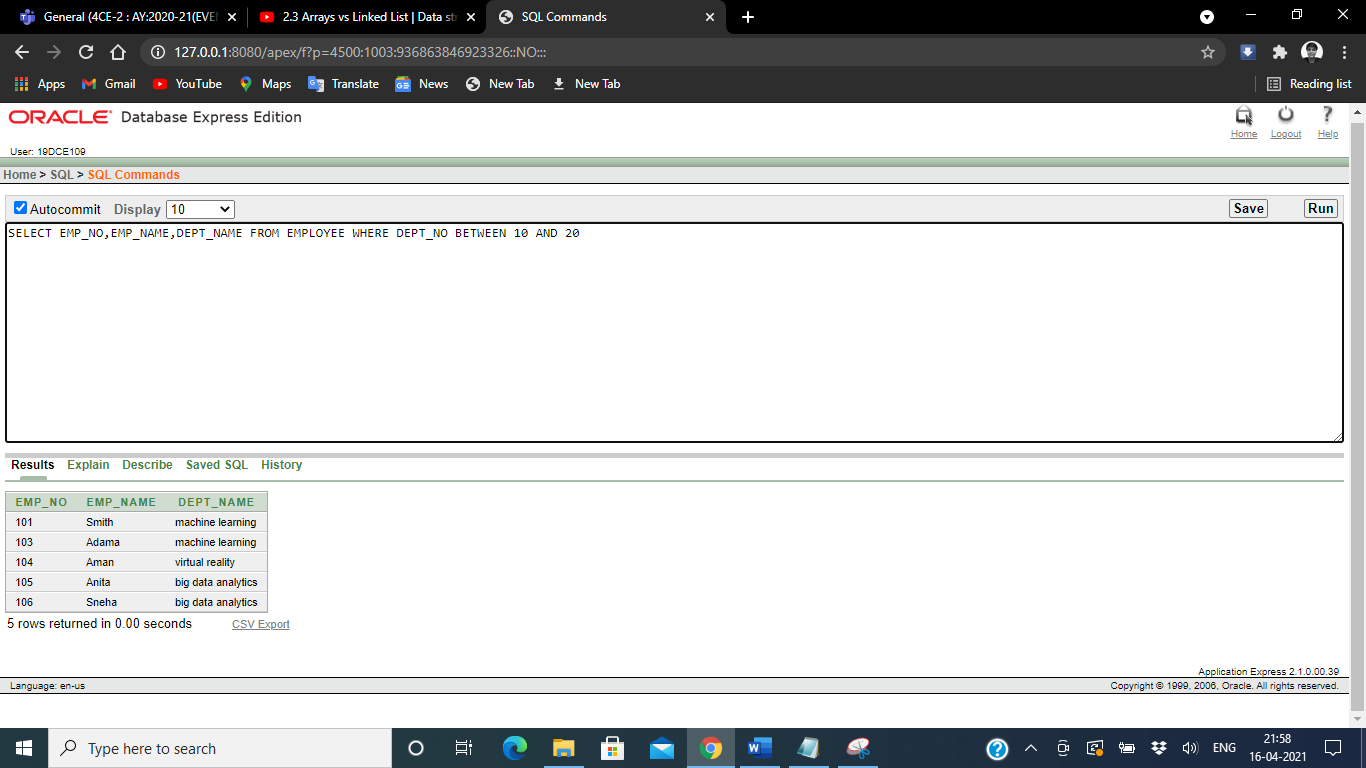 General (4CE-2 : AY:2020-21(EVE
2.3 Arrays vs Linked List | Data str
SQL Commands
127.0.0.1:8080/apex/f?p=4500:1003:936863846923326::NO:::
Apps
Gmail
YouTube
Maps
Translate
News
New Tab
New Tab
Reading list
ORACLE Database Express Edition
Home
Logout
Help
User: 19DCE109
Home > SQL > SQL Commands
Autocommit Display 10
Save
Run
SELECT EMP_NO,EMP_NAME,DEPT_NAME FROM EMPLOYEE WHERE DEPT_NO BETWEEN 10 AND 20
Results Explain Describe Saved SQL History
EMP_NO EMP_NAME DEPT_NAME
101 Smith machine learning
103 Adama machine learning
104 Aman virtual reality
105 Anita big data analytics
106 Sneha big data analytics
5 rows returned in 0.00 seconds
CSV Export
Application Express 2.1.0.00.39
Language: en-us
Copyright © 1999, 2006, Oracle. All rights reserved.
Type here to search
ENG
21:58
16-04-2021